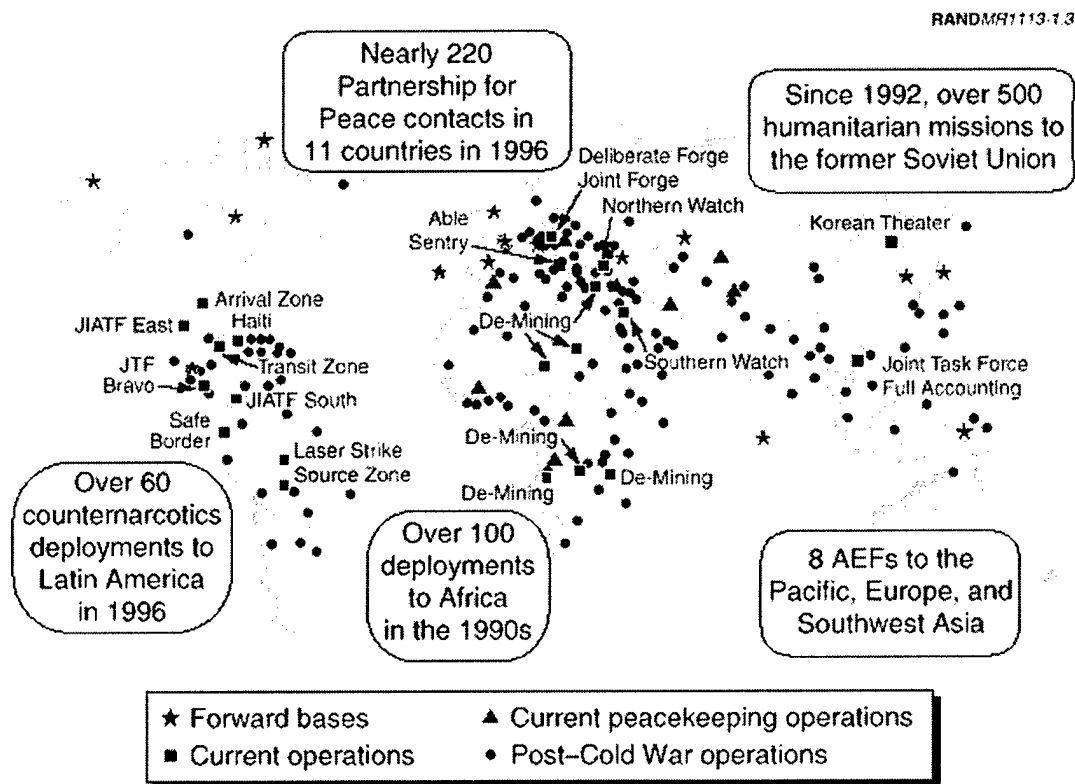 RANDMR1113-1.3
Nearly 220
Partnership for
Peace contacts in
11 countries in 1996
Since 1992, over 500
humanitarian missions to
the former Soviet Union
Deliberate Forge
Joint Forge
Northern Watch
Able
Sentry
Korean Theater
Arrival Zone
JIATF East
Haiti
De-Mining
Southern Watch
JTF
Bravo
Transit Zone
Joint Task Force
Full Accounting
JIATF South
Safe
Border
De-Mining
Laser Strike
Source Zone
De-Mining
De-Mining
Over 60
counternarcotics
deployments to
Latin America
in 1996
Over 100
deployments
to Africa
in the 1990s
8 AEFs to the
Pacific, Europe, and
Southwest Asia
Forward bases
Current peacekeeping operations
Current operations
Post–Cold War operations